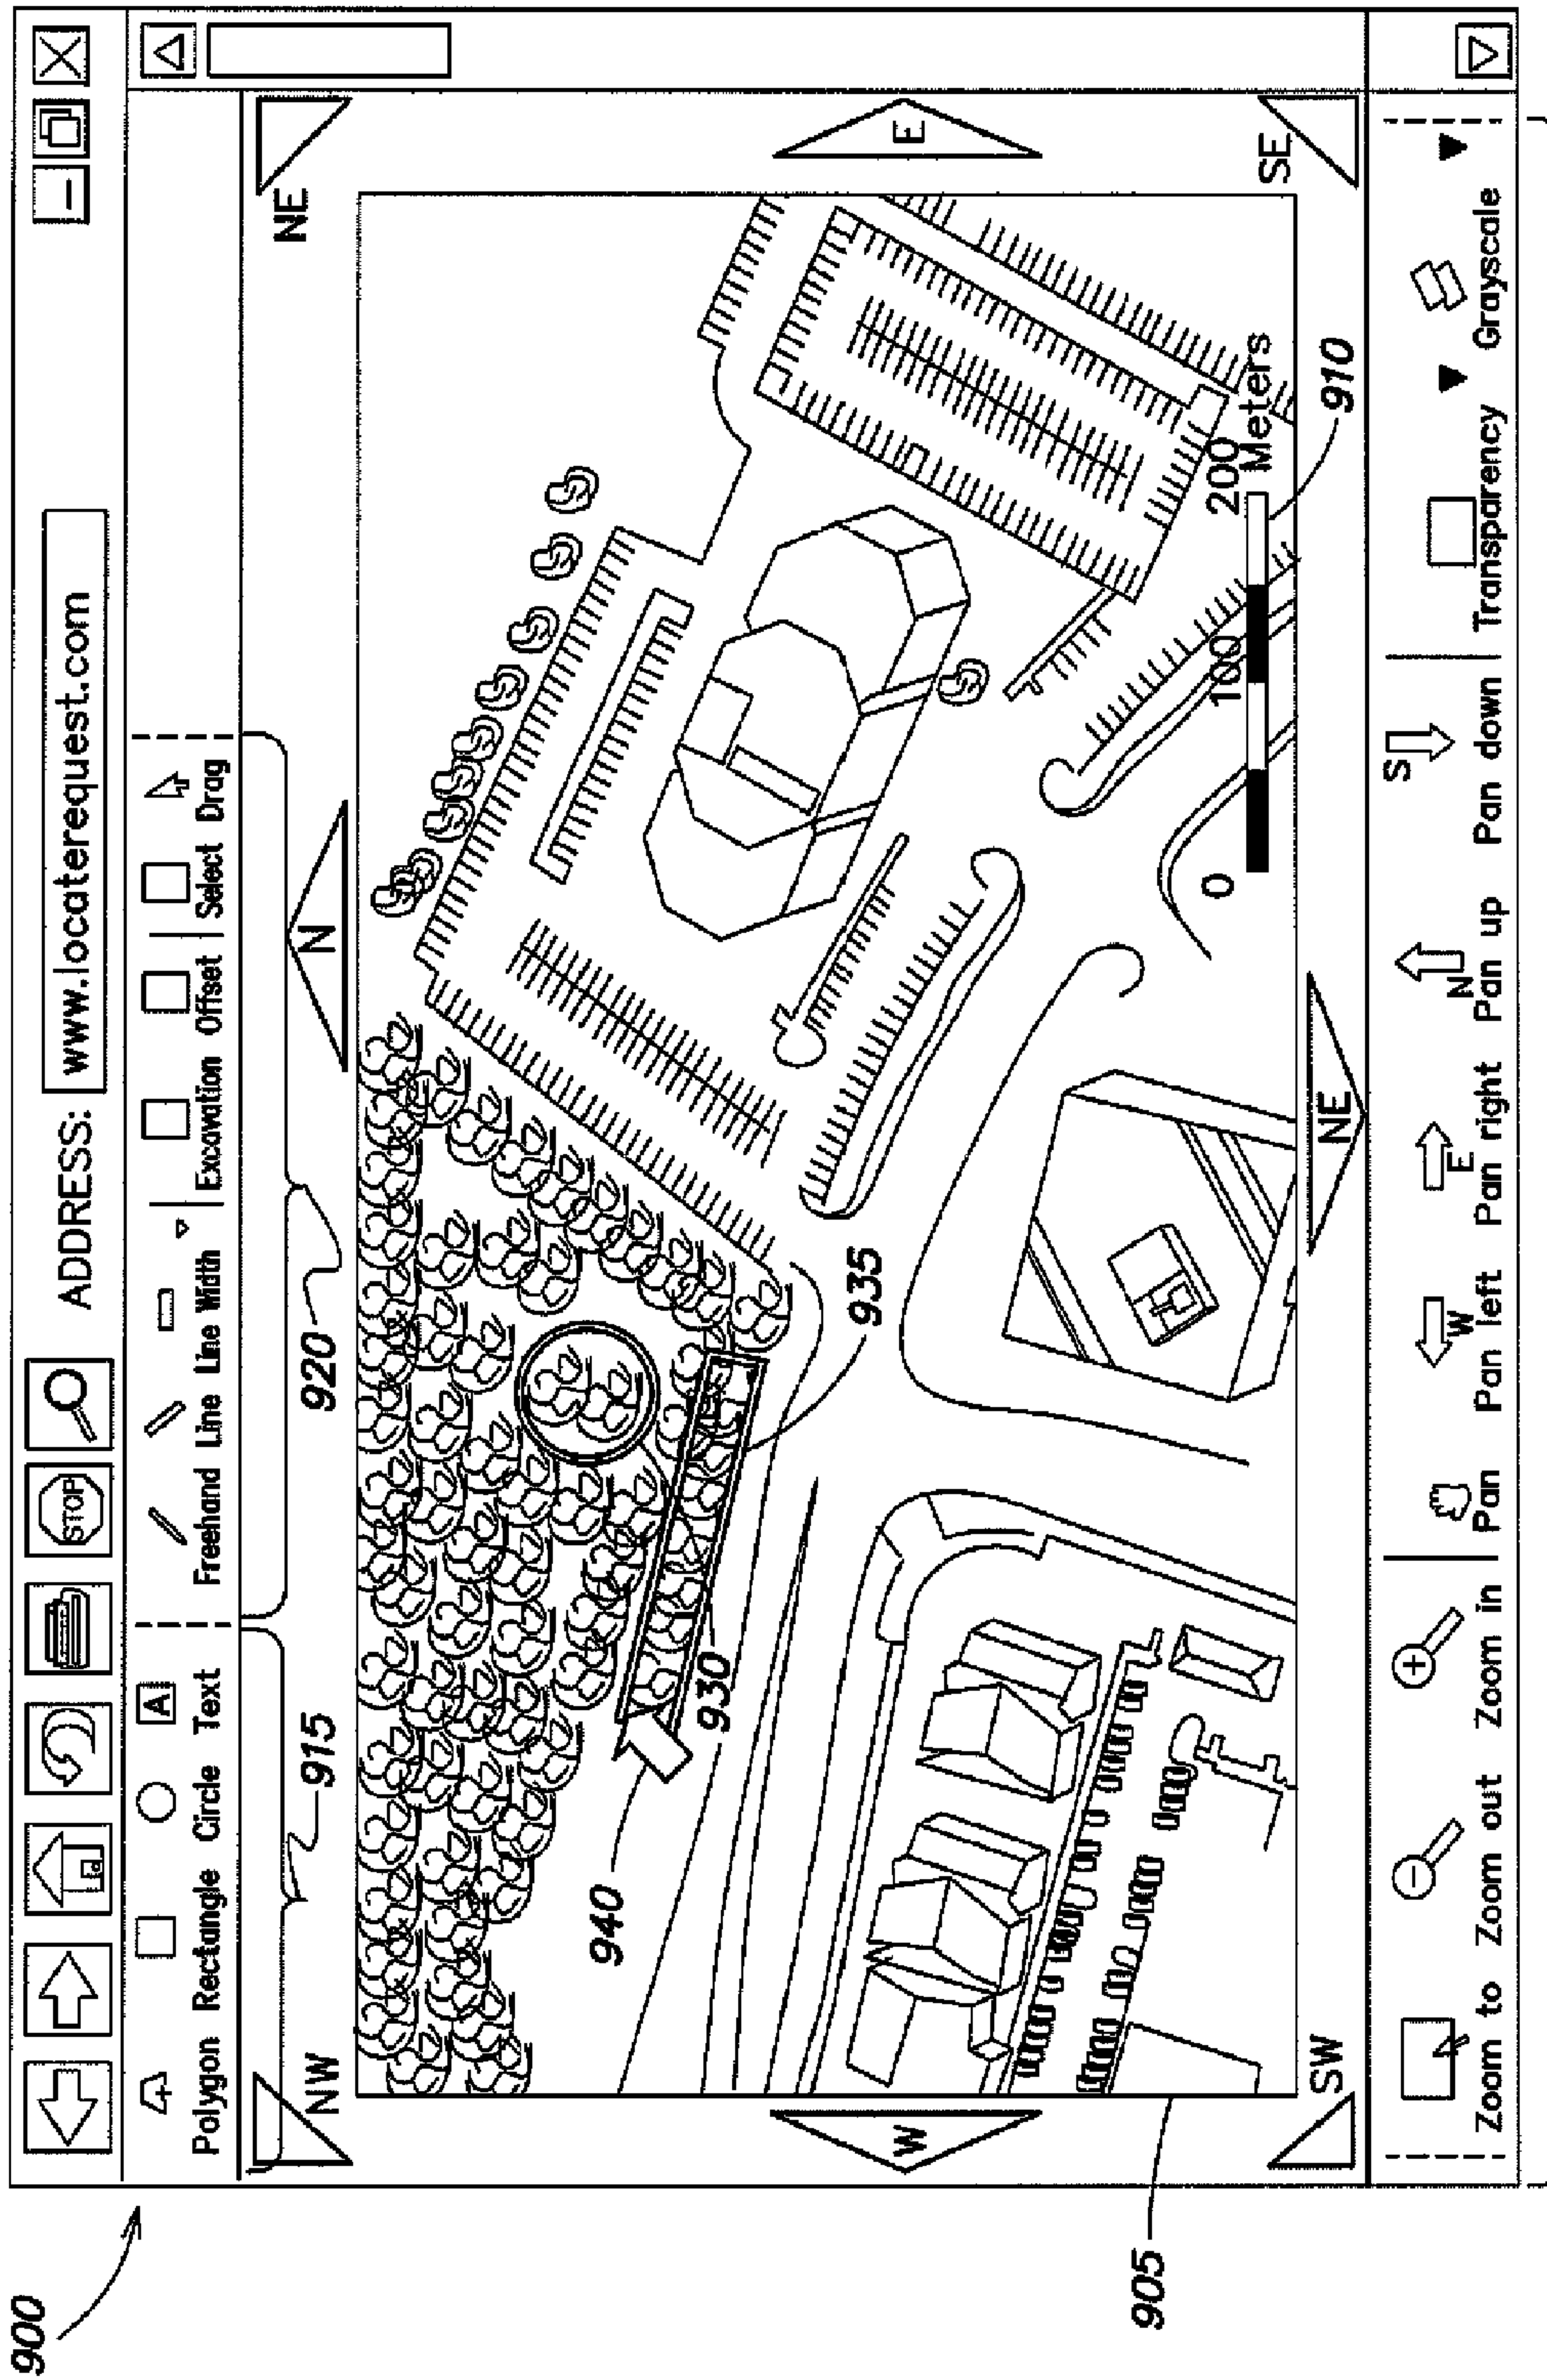 900
STOP
ADDRESS: www.locaterequest.com
Polygon Rectangle Circle Text Freehand Line Line Width Excavation Offset Select Drag
A
915
920
NW
N
NE
940
930
935
W
E
0 100 200
Meters
910
905
SW
NE
SE
W E N S
Zoom to Zoom out Zoom in Pan Pan left Pan right Pan up Pan down Transparency Grayscale